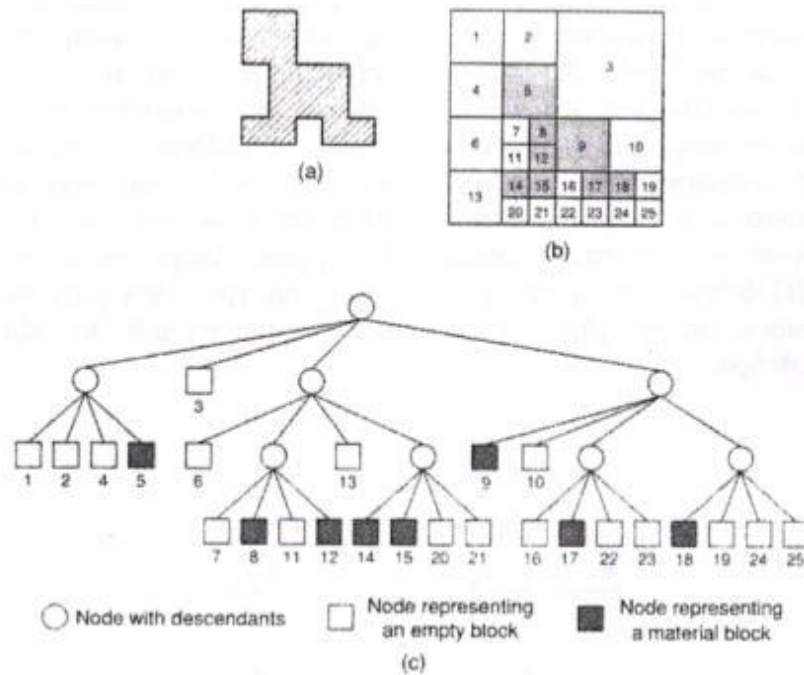 1 2 3
4 5
6 7 8 9 10
11 12
13 14 15 16 17 18 19
20 21 22 23 24 25
(a)
(b)
3
1 2 4 5 6 13 9 10
7 8 11 12 14 15 20 21 16 17 22 23 18 19 24 25
Node with descendants
Node representing
an empty block
Node representing
a material block
(c)